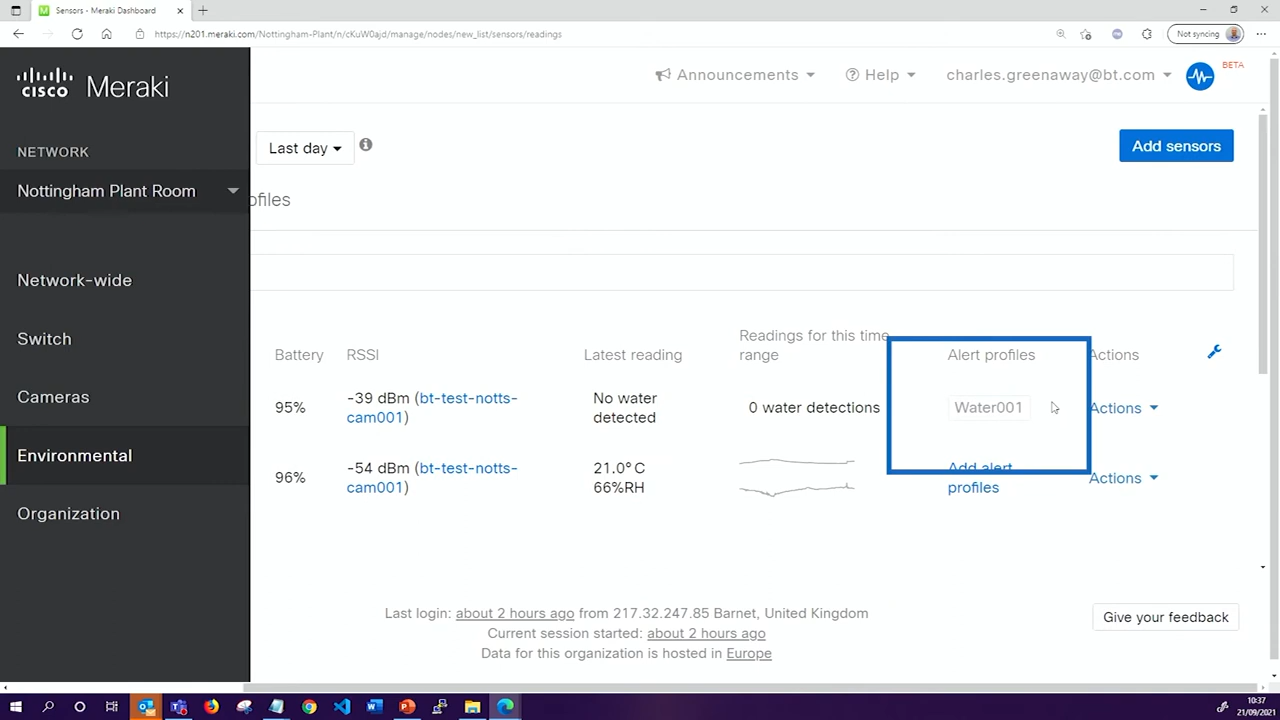 Sensors - Meraki Dashboard
https://n201.meraki.com/Nottingham-Plant/n/cKuW0ajd/manage/nodes/new_list/sensors/readings
Not syncing
cisco Meraki
Announcements
Help
charles.greenaway@bt.com
BETA
NETWORK
Nottingham Plant Room
Network-wide
Switch
Cameras
Environmental
Organization
Last day
Add sensors
ofiles
Battery
RSSI
Latest reading
Readings for this time
range
Alert profiles
Actions
95%
-39 dBm (bt-test-notts-
cam001)
No water
detected
0 water detections
Water001
Actions
96%
-54 dBm (bt-test-notts-
cam001)
21.0° C
66%RH
Add alert
profiles
Actions
Last login: about 2 hours ago from 217.32.247.85 Barnet, United Kingdom
Current session started: about 2 hours ago
Data for this organization is hosted in Europe
Give your feedback
10:37
21/09/2021